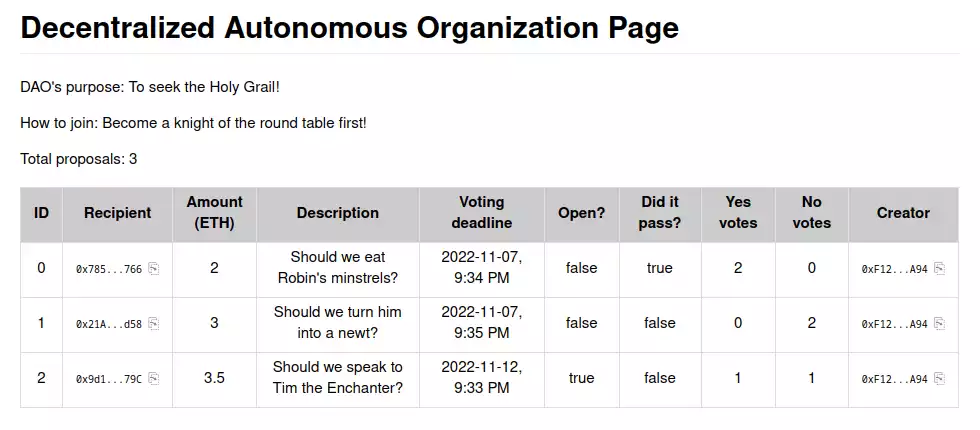 Decentralized Autonomous Organization Page
DAO's purpose: To seek the Holy Grail!
How to join: Become a knight of the round table first!
Total proposals: 3
ID Recipient Amount (ETH) Description Voting deadline Open? Did it pass? Yes votes No votes Creator
0 0x785...766 2 Should we eat Robin's minstrels? 2022-11-07, 9:34 PM false true 2 0 0xF12...A94
1 0x21A...d58 3 Should we turn him into a newt? 2022-11-07, 9:35 PM false false 0 2 0xF12...A94
2 0x9d1...79C 3.5 Should we speak to Tim the Enchanter? 2022-11-12, 9:33 PM true false 1 1 0xF12...A94